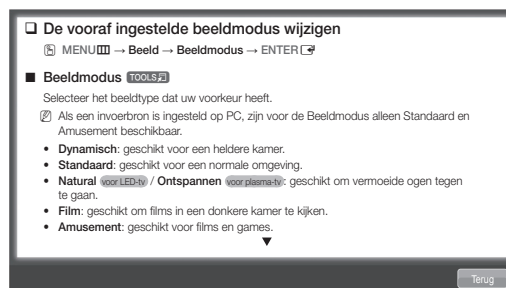 De vooraf ingestelde beeldmodus wijzigen
MENU → Beeld → Beeldmodus → ENTER
Beeldmodus TOOLS
Selecteer het beeldtype dat uw voorkeur heeft.
Als een invoerbron is ingesteld op PC, zijn voor de Beeldmodus alleen Standaard en
Amusement beschikbaar.
• Dynamisch: geschikt voor een heldere kamer.
• Standaard: geschikt voor een normale omgeving.
• Natural voor LED-tv / Ontspannen voor plasma-tv: geschikt om vermoeide ogen tegen
te gaan.
• Film: geschikt om films in een donkere kamer te kijken.
• Amusement: geschikt voor films en games.
Terug